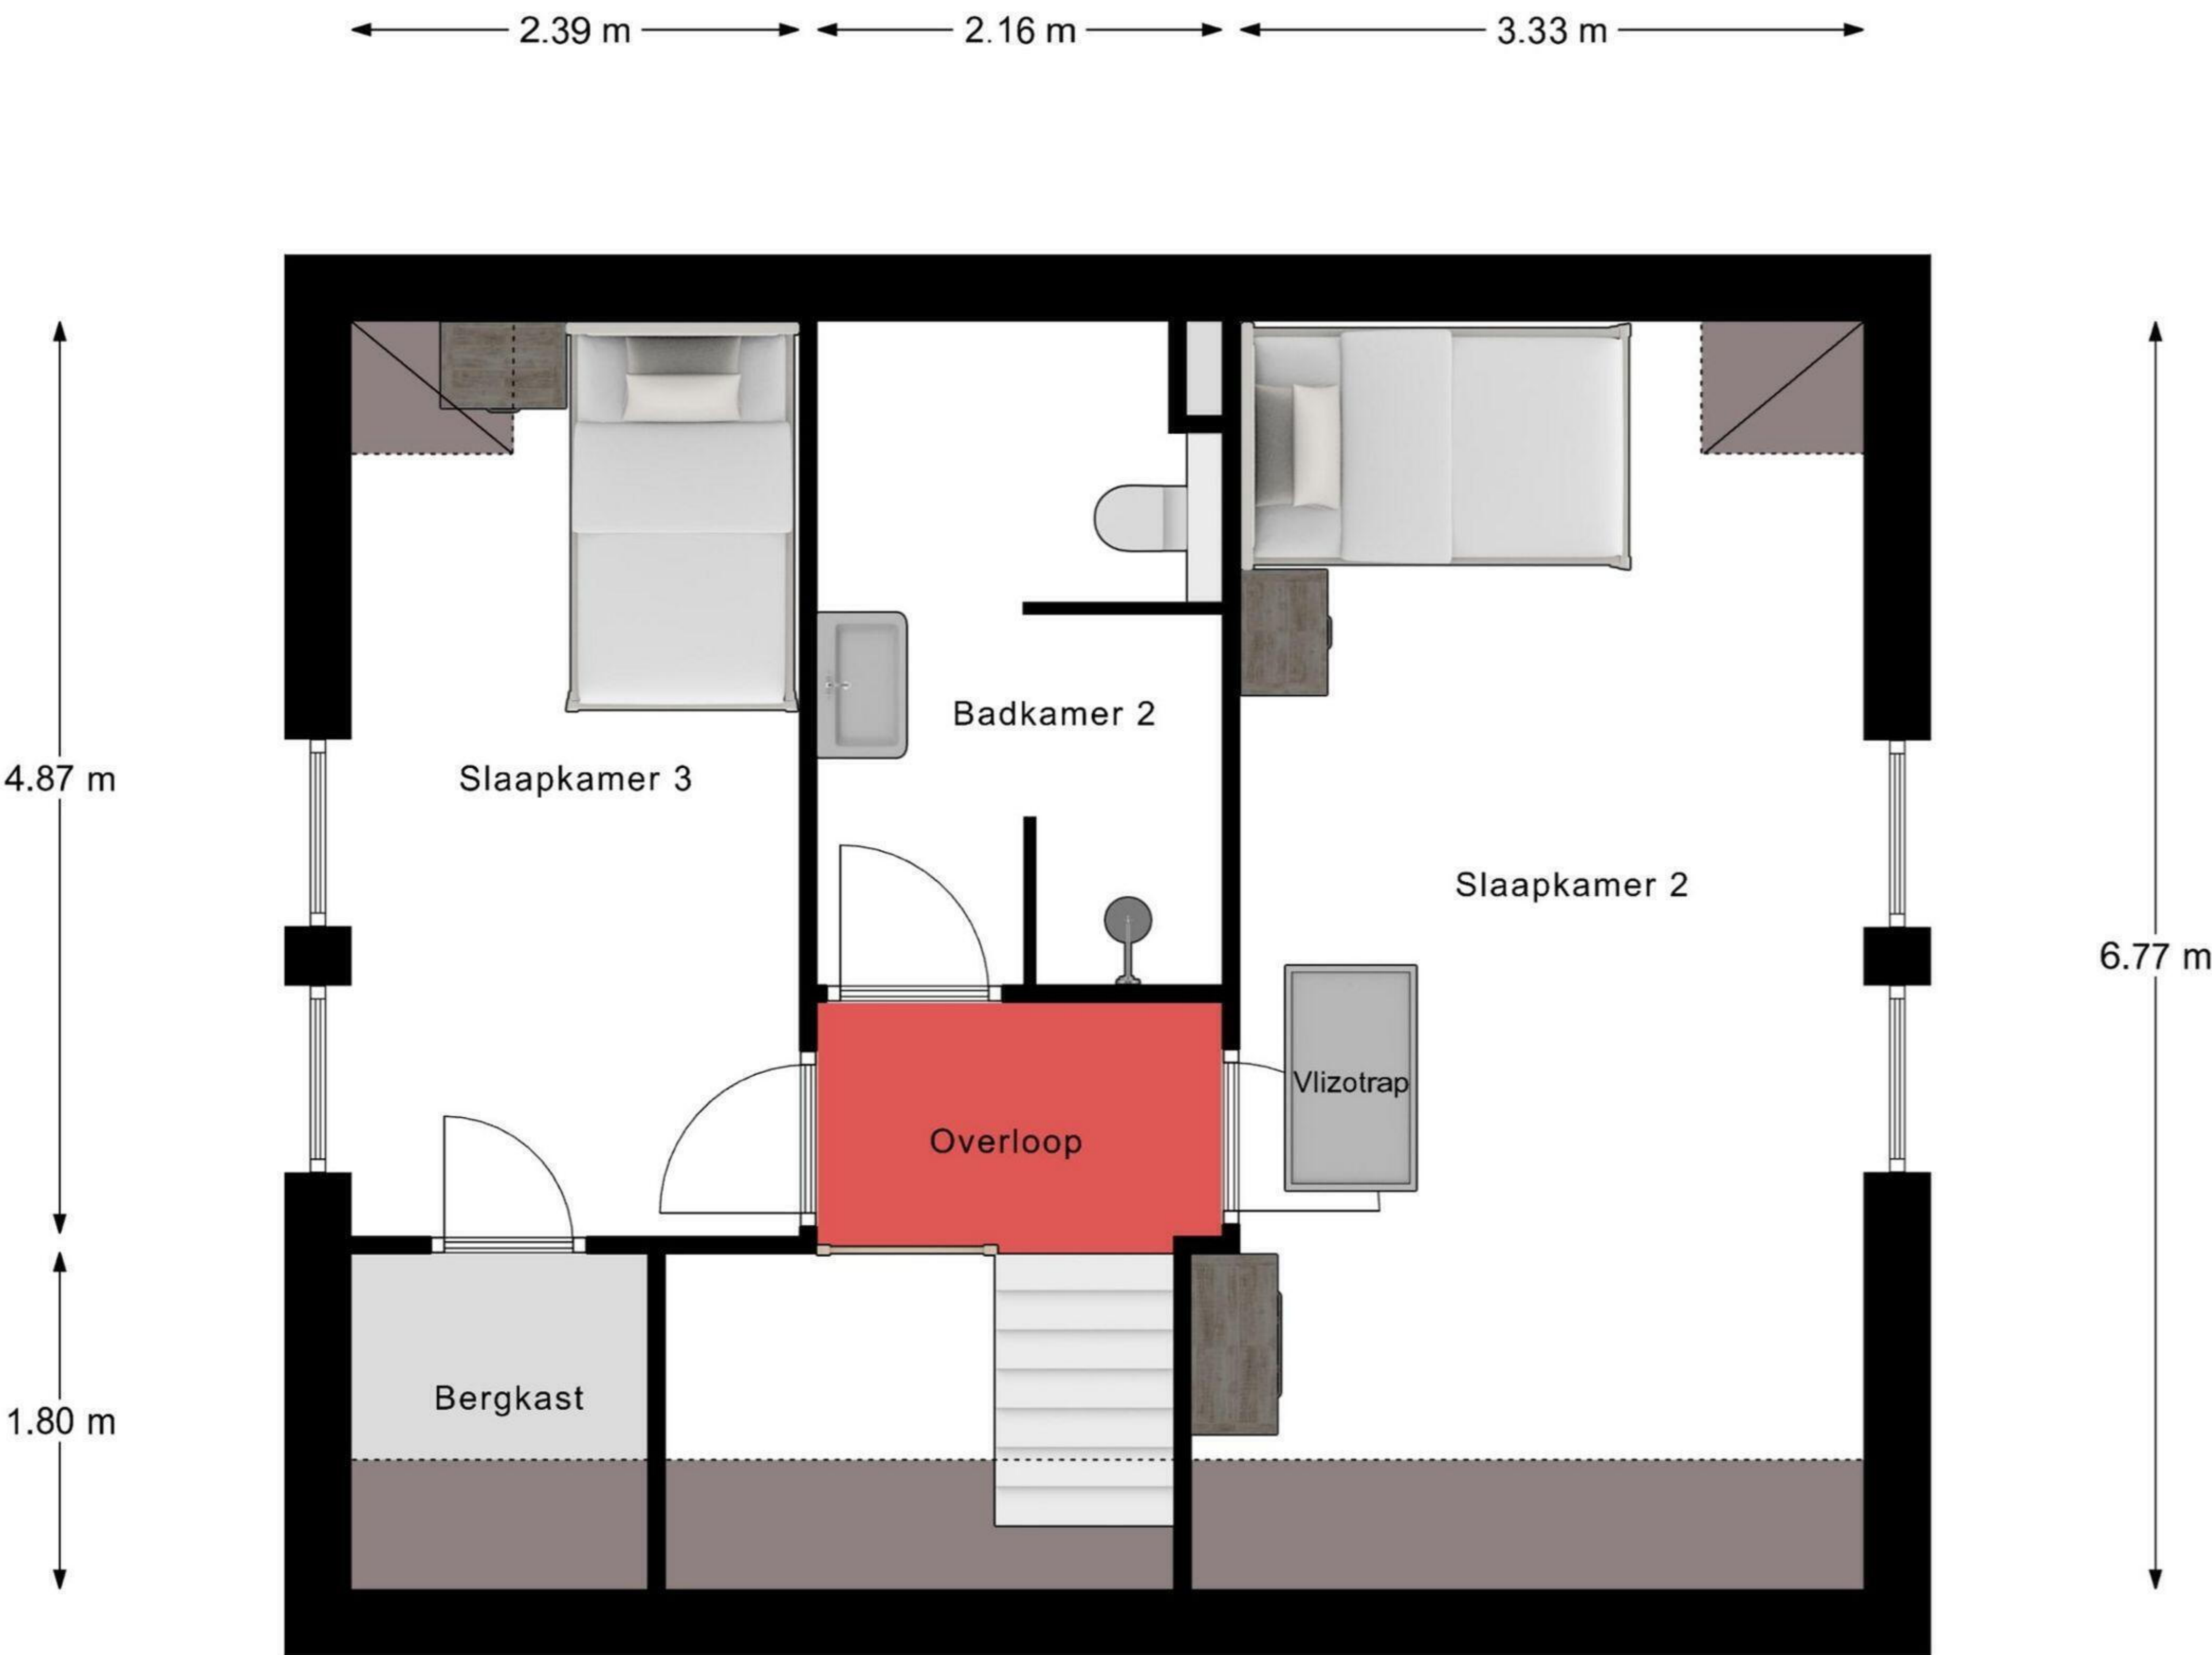 2.39 m
2.16 m
3.33 m
4.87 m
Slaapkamer 3
Badkamer 2
Slaapkamer 2
6.77 m
Vlizotrap
Overloop
Bergkast
1.80 m